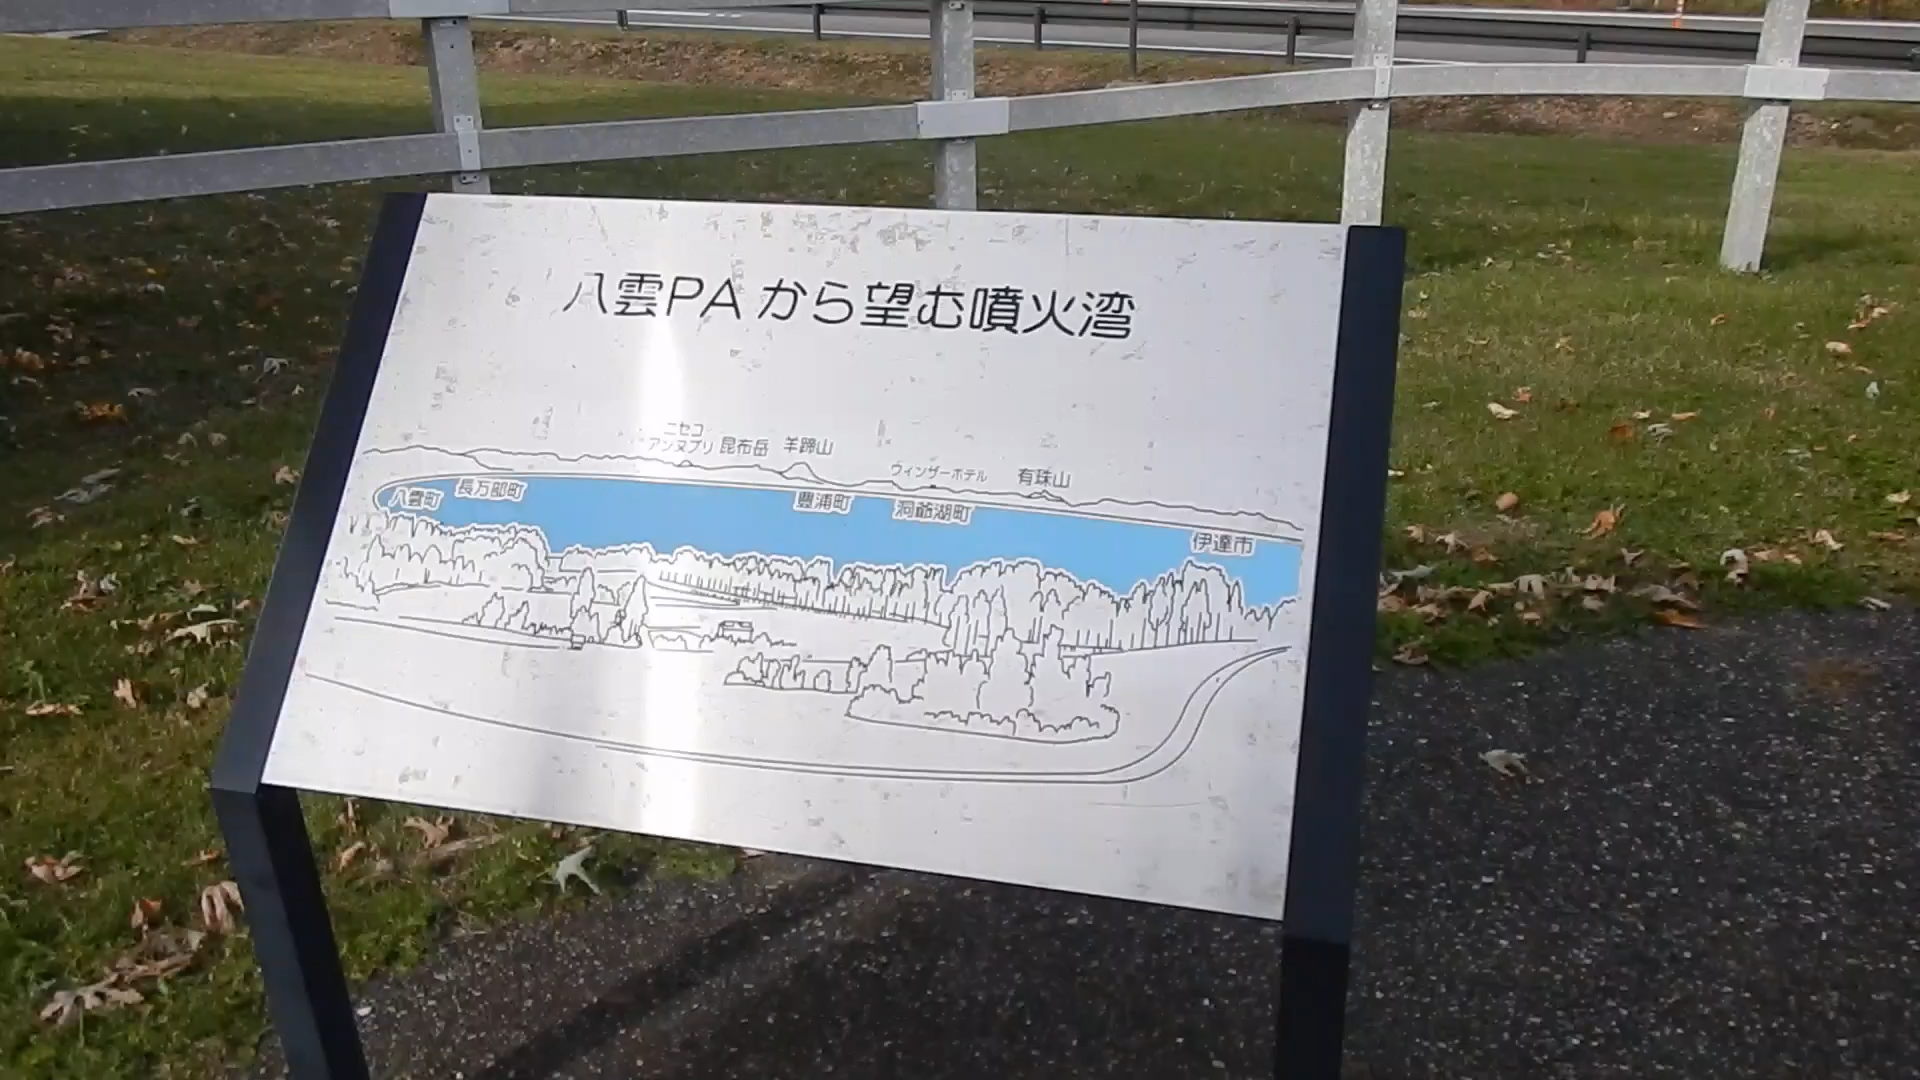 八雲PAから望む噴火湾
ニセコ
アンヌプリ 昆布岳 羊蹄山
ウィンザーホテル 有珠山
八雲町 長万部町 豊浦町 洞爺湖町 伊達市